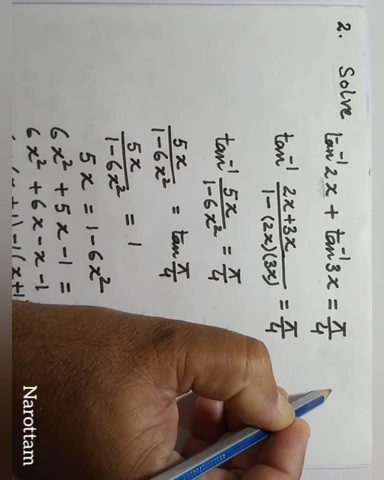 2. Solve tan⁻¹2x + tan⁻¹3x = π/4
tan⁻¹ (2x+3x)/(1-(2x)(3x)) = π/4
tan⁻¹ 5x/(1-6x²) = π/4
5x/(1-6x²) = tan π/4
5x/(1-6x²) = 1
5x = 1-6x²
6x² + 5x - 1 =
6x² + 6x - x - 1
Narottam